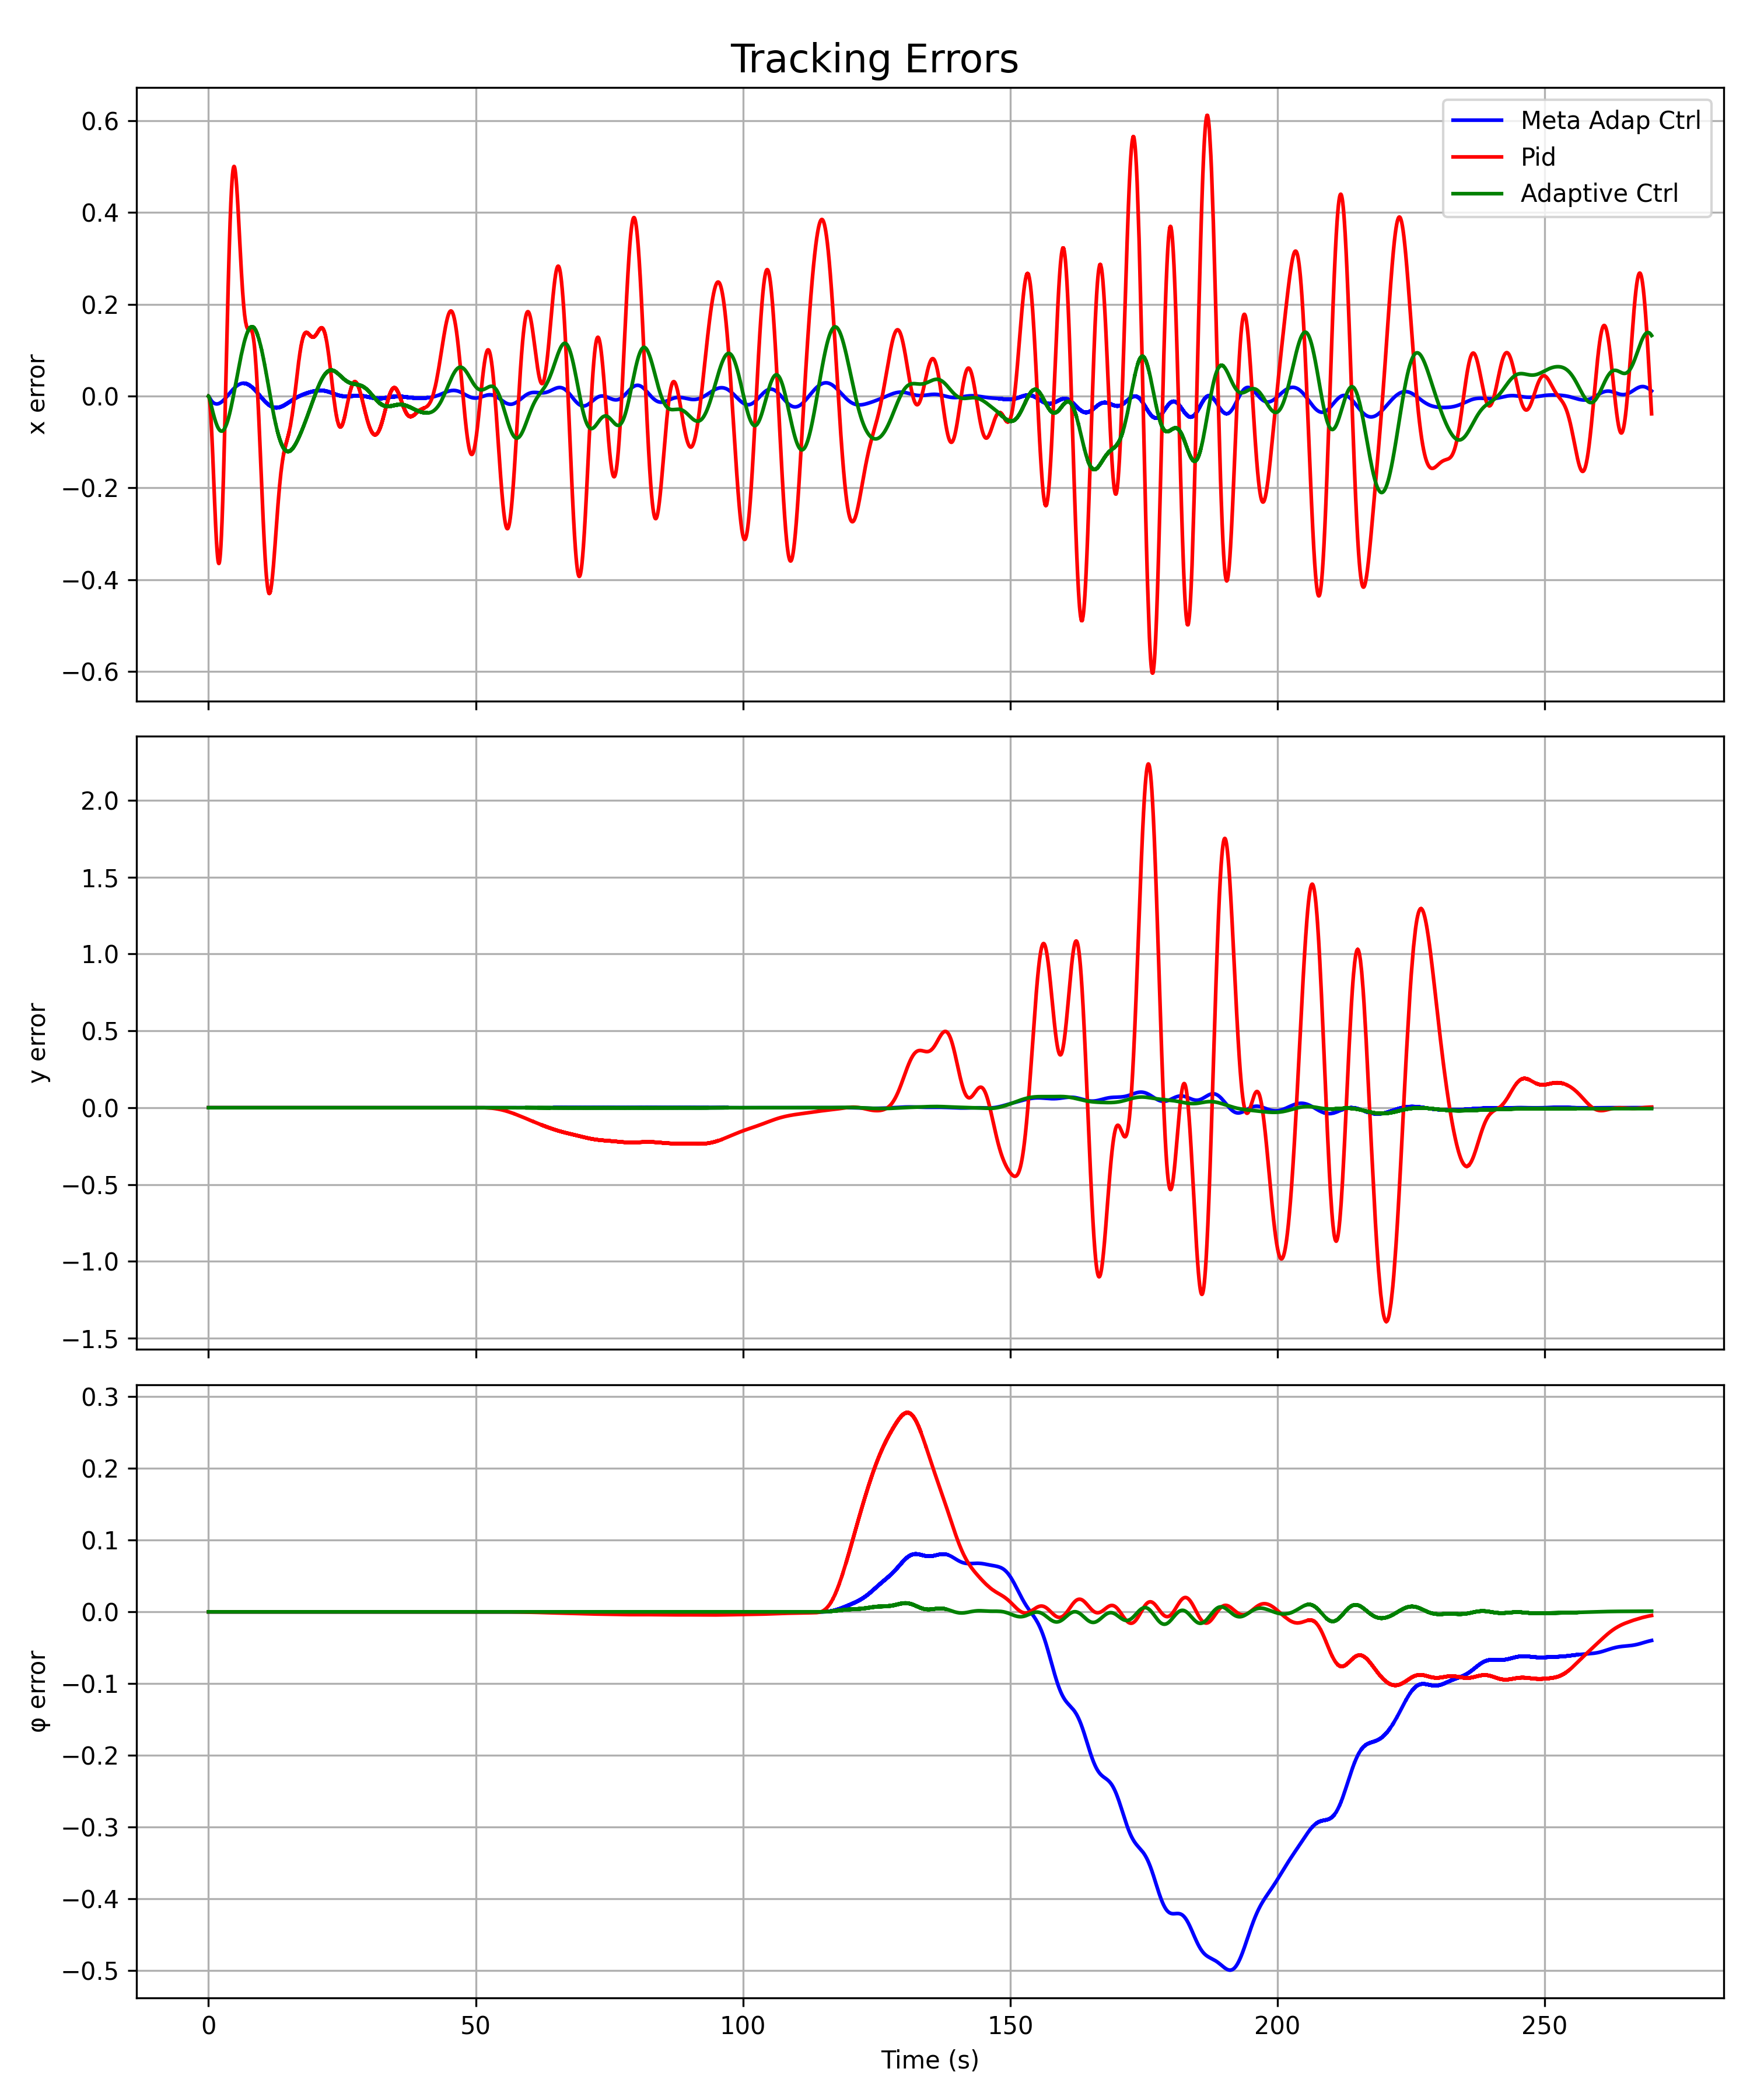 Tracking Errors
Meta Adap Ctrl
Pid
Adaptive Ctrl
0.6
0.4
0.2
0.0
−0.2
−0.4
−0.6
x error
2.0
1.5
1.0
0.5
0.0
−0.5
−1.0
−1.5
y error
0.3
0.2
0.1
0.0
−0.1
−0.2
−0.3
−0.4
−0.5
φ error
0 50 100 150 200 250
Time (s)